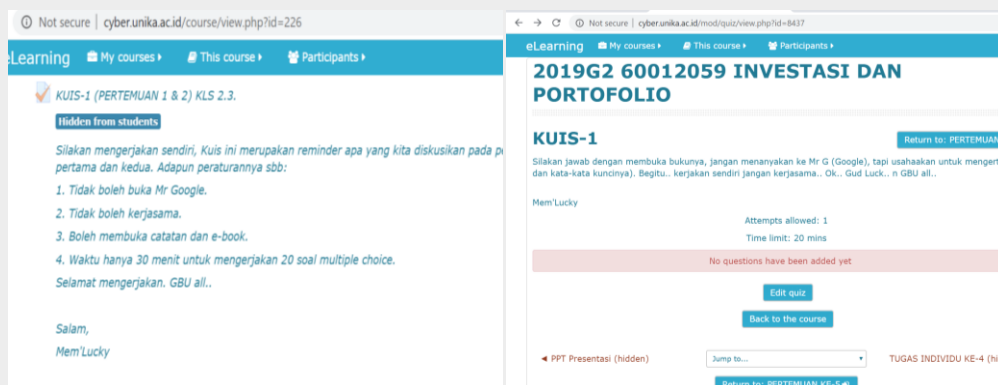 Not secure | cyber.unika.ac.id/course/view.php?id=226
eLearning My courses This course Participants
KUIS-1 (PERTEMUAN 1 & 2) KLS 2.3.
Hidden from students
Silakan mengerjakan sendiri, Kuis ini merupakan reminder apa yang kita diskusikan pada
pertama dan kedua. Adapun peraturannya sbb:
1. Tidak boleh buka Mr Google.
2. Tidak boleh kerjasama.
3. Boleh membuka catatan dan e-book.
4. Waktu hanya 30 menit untuk mengerjakan 20 soal multiple choice.
Selamat mengerjakan. GBU all..
Salam,
Mem'Lucky
Not secure | cyber.unika.ac.id/mod/quiz/view.php?id=8437
eLearning My courses This course Participants
2019G2 60012059 INVESTASI DAN
PORTOFOLIO
KUIS-1
Return to: PERTEMUAN
Silakan jawab dengan membuka bukunya, jangan menanyakan ke Mr G (Google), tapi usahaakan untuk
dan kata-kata kuncinya). Begitu.. kerjakan sendiri jangan kerjasama.. Ok.. Gud Luck.. n GBU all..
Mem'Lucky
Attempts allowed: 1
Time limit: 20 mins
No questions have been added yet
Edit quiz
Back to the course
◄ PPT Presentasi (hidden)
Jump to...
TUGAS INDIVIDU KE-4
Return to: PERTEMUAN KE-5